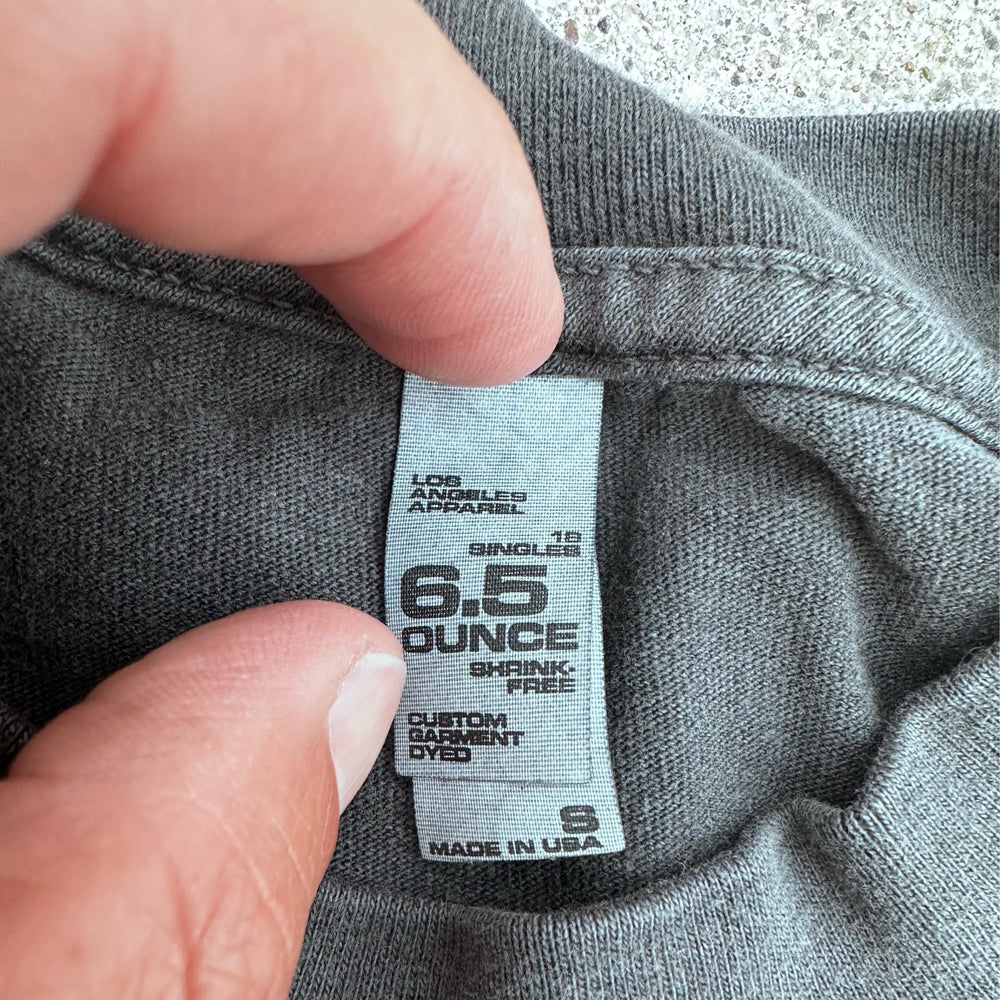 LOS
ANGELES
APPAREL
18
SINGLES
6.5
OUNCE
SHRINK-
FREE
CUSTOM
GARMENT
DYED
S
MADE IN USA